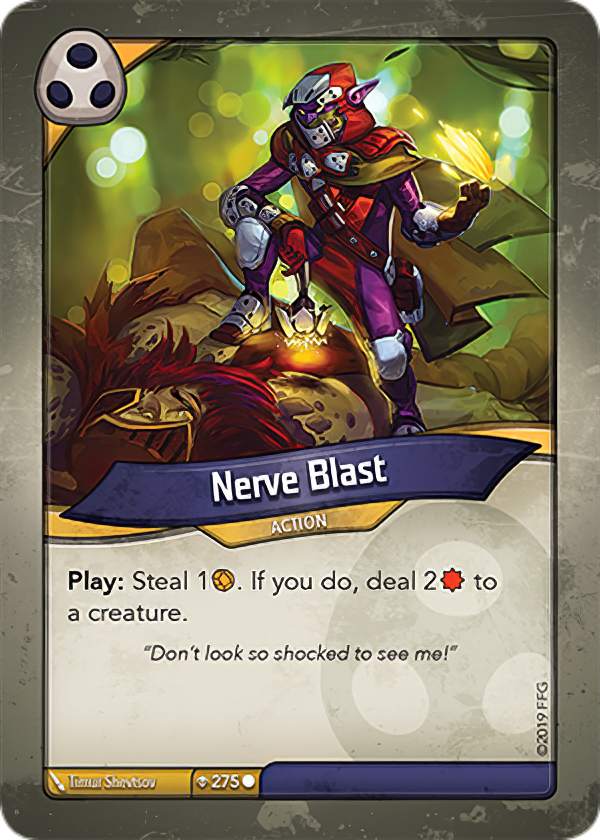 Nerve Blast
ACTION
Play: Steal 1. If you do, deal 2 to
a creature.
"Don't look so shocked to see me!"
©2019 FFG
275